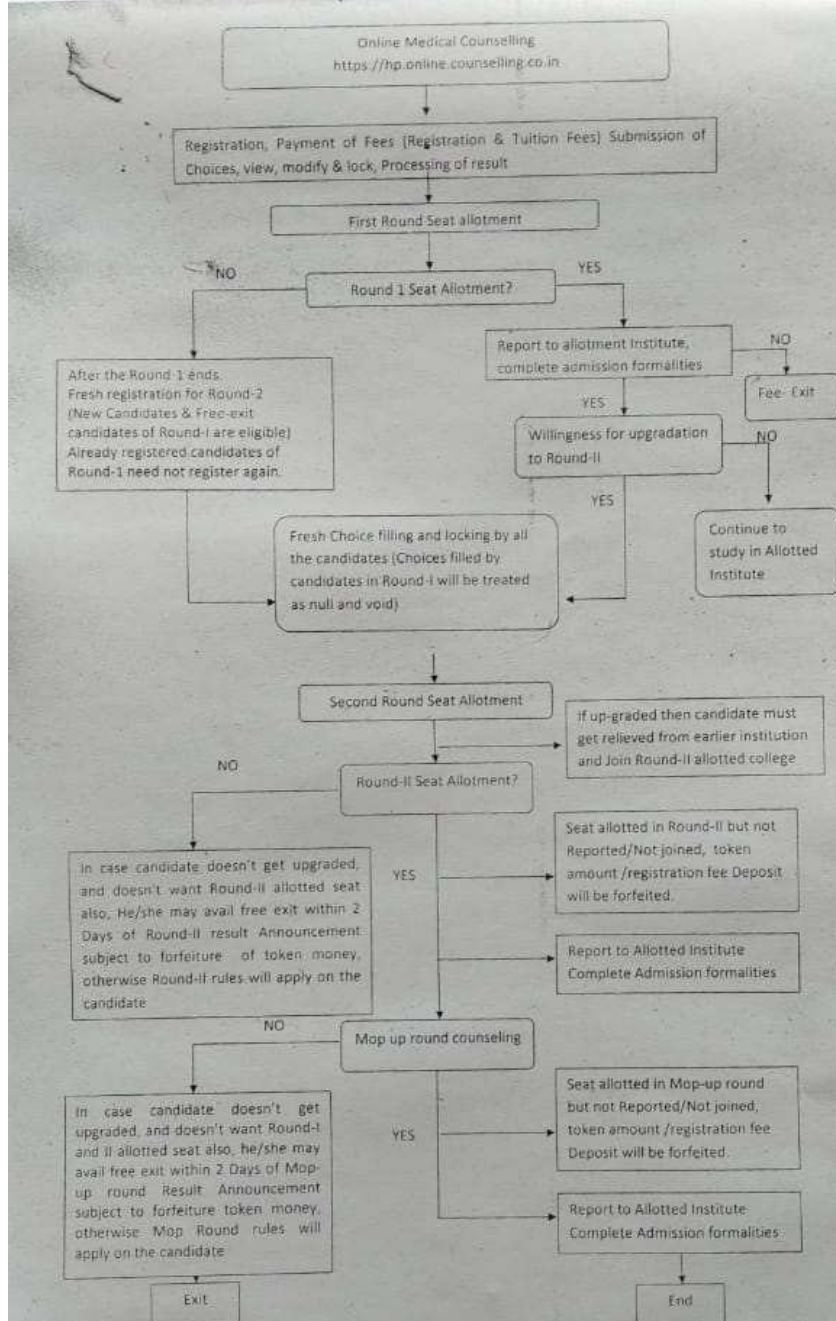 Online Medical Counselling
https://hp.online.counselling.co.in
Registration, Payment of Fees (Registration & Tuition Fees) Submission of
Choices, view, modify & lock, Processing of result
First Round Seat allotment
NO
YES
Round 1 Seat Allotment?
After the Round-1 ends.
Fresh registration for Round-2
(New Candidates & Free-exit
candidates of Round-I are eligible)
Already registered candidates of
Round-1 need not register again.
Report to allotment Institute,
complete admission formalities
NO
Fee- Exit
YES
Willingness for upgradation
to Round-II
NO
YES
Continue to
study in Allotted
Institute
Fresh Choice filling and locking by all
the candidates (Choices filled by
candidates in Round-I will be treated
as null and void)
Second Round Seat Allotment
If up-graded then candidate must
get relieved from earlier institution
and Join Round-II allotted college
NO
Round-II Seat Allotment?
In case candidate doesn't get upgraded,
and doesn't want Round-II allotted seat
also, He/she may avail free exit within 2
Days of Round-II result Announcement
subject to forfeiture of token money,
otherwise Round-II rules will apply on the
candidate
YES
Seat allotted in Round-II but not
Reported/Not joined, token
amount /registration fee Deposit
will be forfeited.
Report to Allotted Institute
Complete Admission formalities
NO
Mop up round counseling
In case candidate doesn't get
upgraded, and doesn't want Round-I
and II allotted seat also, he/she may
avail free exit within 2 Days of Mop-
up round Result Announcement
subject to forfeiture token money,
otherwise Mop Round rules will
apply on the candidate
YES
Seat allotted in Mop-up round
but not Reported/Not joined,
token amount /registration fee
Deposit will be forfeited.
Report to Allotted Institute
Complete Admission formalities
Exit
End